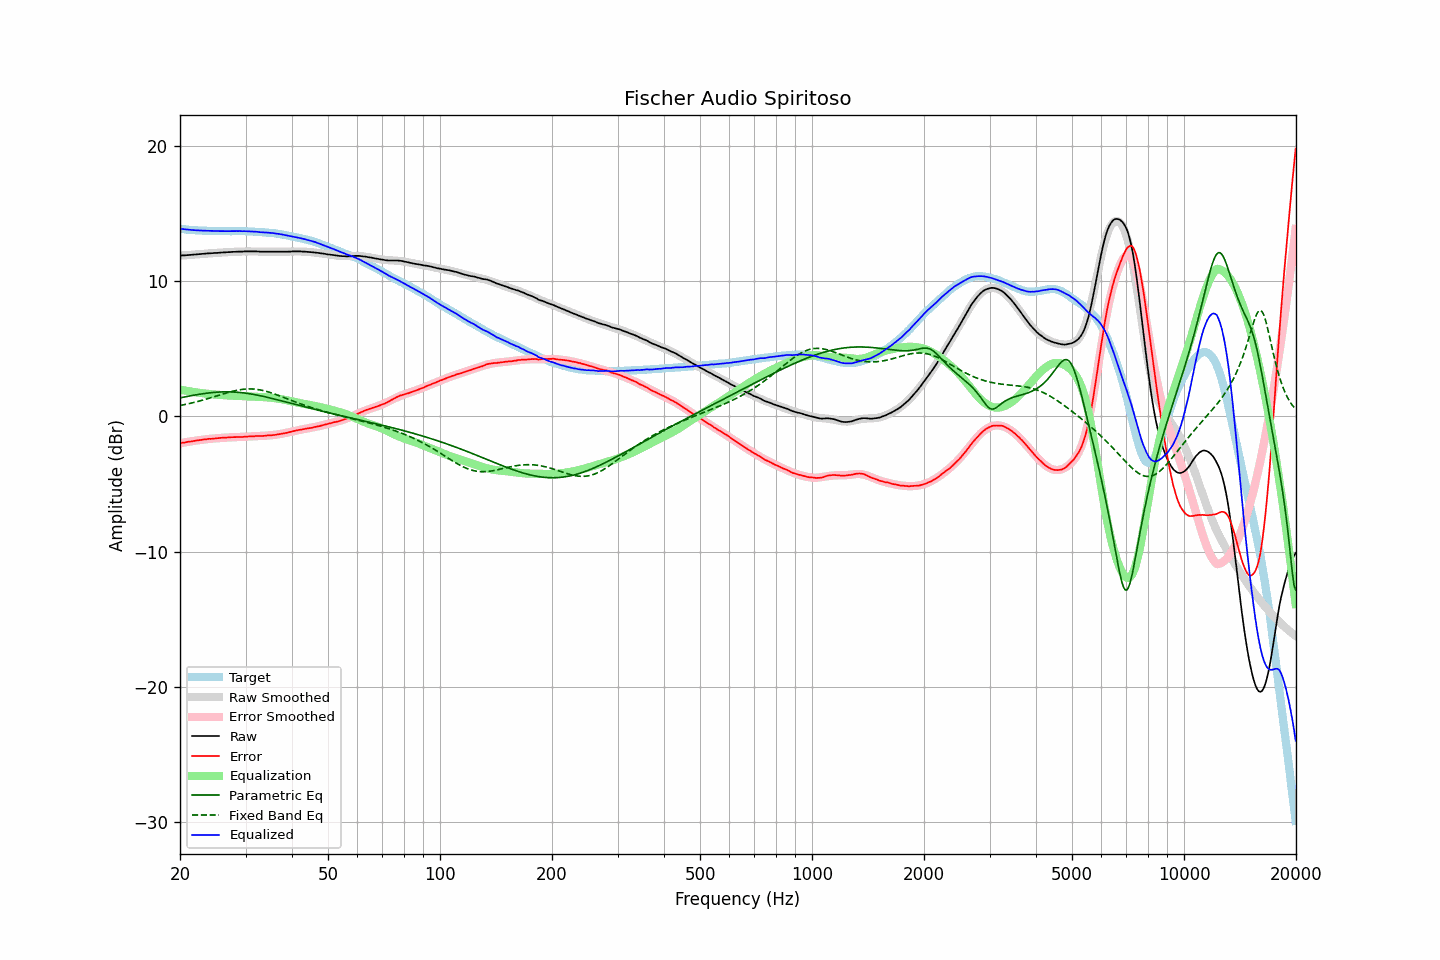 Fischer Audio Spiritoso
20
10
0
−10
−20
−30
Amplitude (dBr)
Target
Raw Smoothed
Error Smoothed
Raw
Error
Equalization
Parametric Eq
Fixed Band Eq
Equalized
20 50 100 200 500 1000 2000 5000 10000 20000
Frequency (Hz)